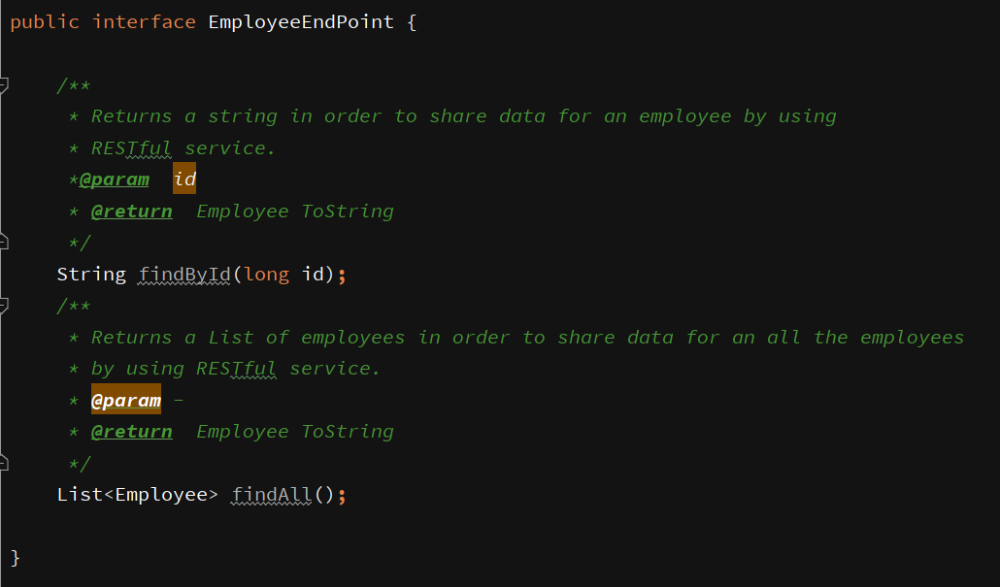 public interface EmployeeEndPoint {
/**
* Returns a string in order to share data for an employee by using
* RESTful service.
*@param  id
* @return  Employee ToString
*/
String findById(long id);
/**
* Returns a List of employees in order to share data for an all the employees
* by using RESTful service.
* @param –
* @return  Employee ToString
*/
List<Employee> findAll();
}